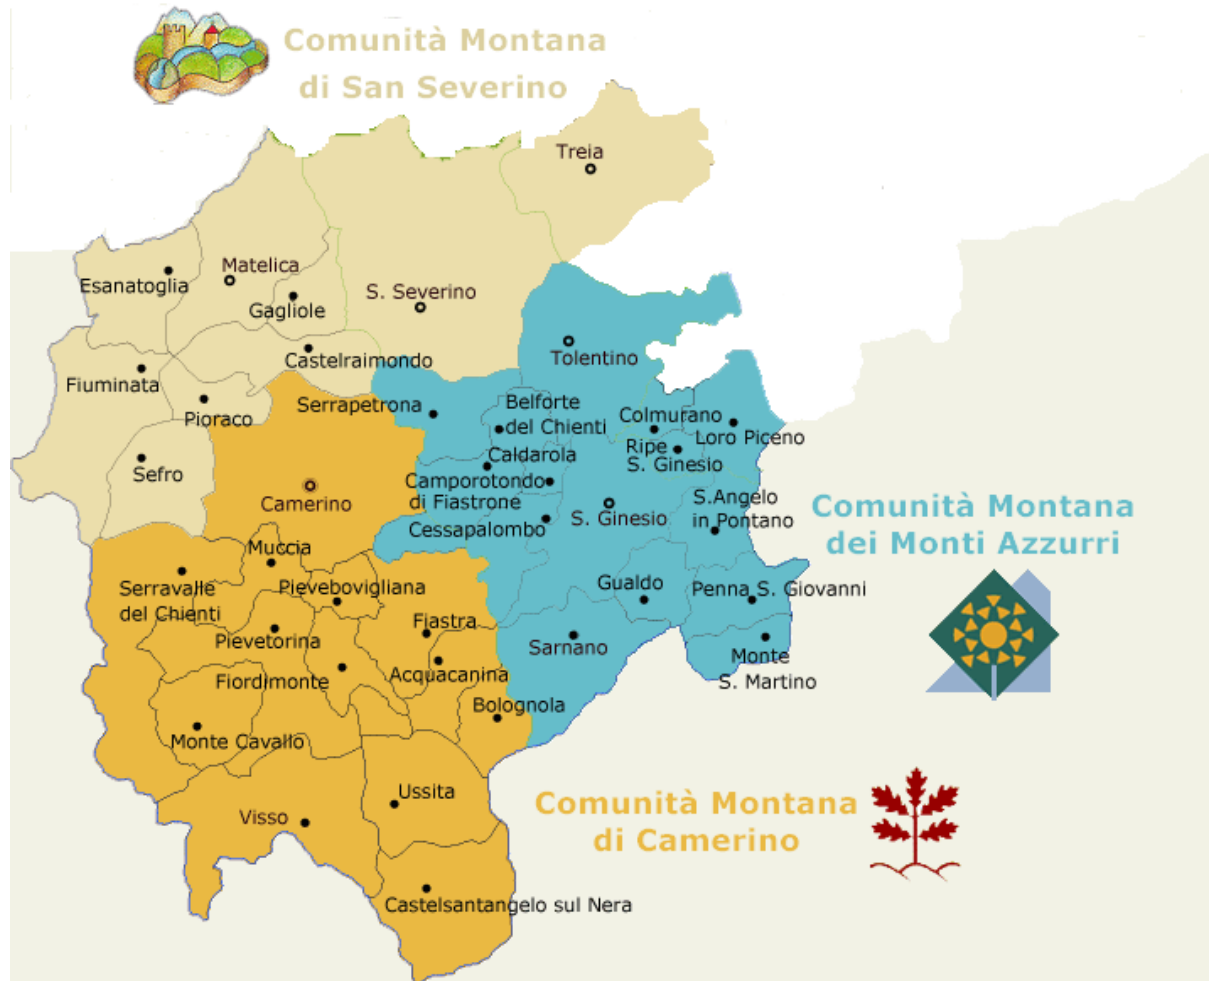 Comunità Montana
di San Severino
Treia
Matelica
Esanatoglia
S. Severino
Gagliole
Castelraimondo
Tolentino
Fiuminata
Pioraco
Serrapetrona
Belforte
del Chienti
Colmurano
Loro Piceno
Ripe
S. Ginesio
Caldarola
Sefro
Camporotondo
di Fiastrone
Camerino
Cessapalombo
S. Ginesio
S.Angelo
in Pontano
Comunità Montana
dei Monti Azzurri
Muccia
Serravalle
del Chienti
Pievebovigliana
Gualdo
Penna S. Giovanni
Fiastra
Pievetorina
Sarnano
Monte
S. Martino
Acquacanina
Fiordimonte
Bolognola
Monte Cavallo
Ussita
Visso
Comunità Montana
di Camerino
Castelsantangelo sul Nera